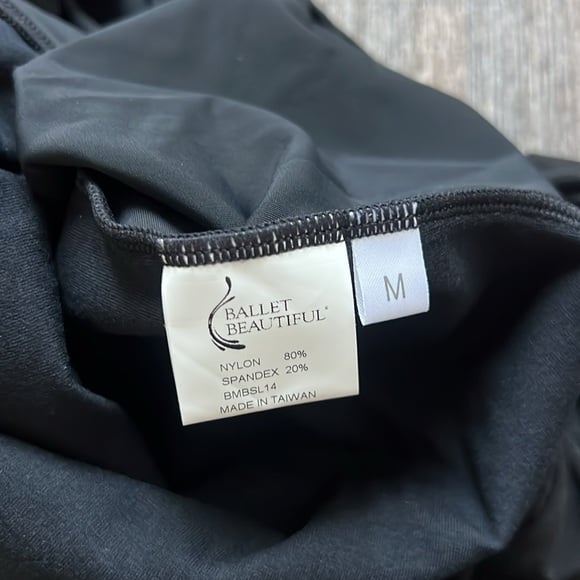 BALLET
BEAUTIFUL®
NYLON 80%
SPANDEX 20%
BMBSL14
MADE IN TAIWAN
M